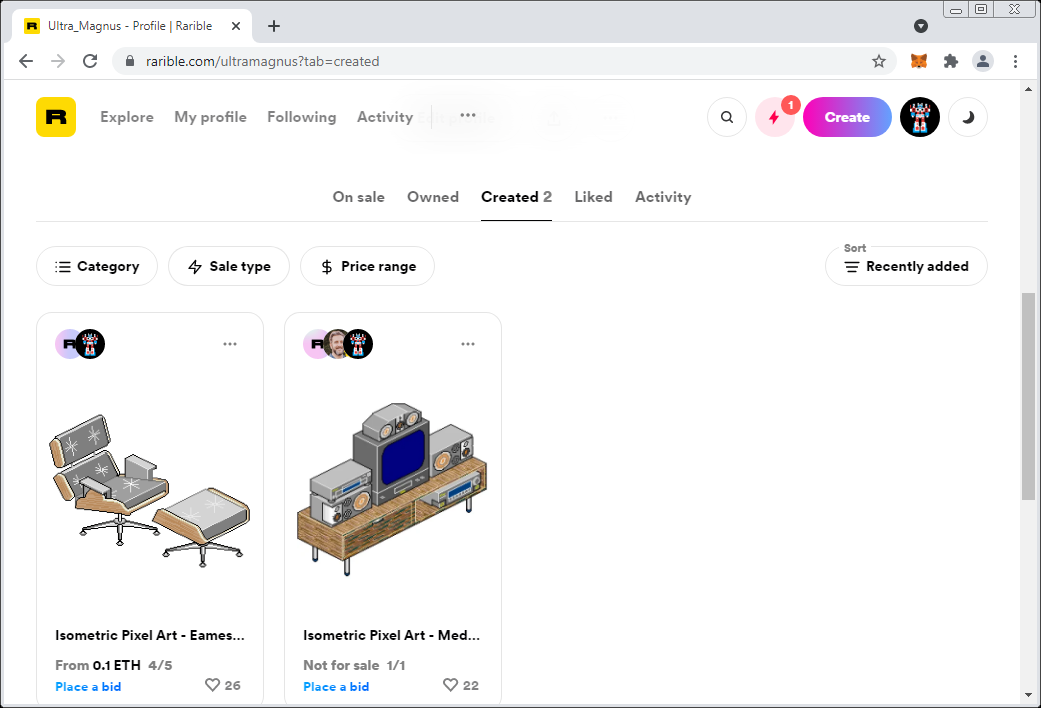 Ultra_Magnus - Profile | Rarible
rarible.com/ultramagnus?tab=created
R Explore My profile Following Activity ... 1 Create
On sale Owned Created 2 Liked Activity
Category Sale type Price range Sort Recently added
R ... R ...
Isometric Pixel Art - Eames...
From 0.1 ETH 4/5
Place a bid 26
Isometric Pixel Art - Med...
Not for sale 1/1
Place a bid 22